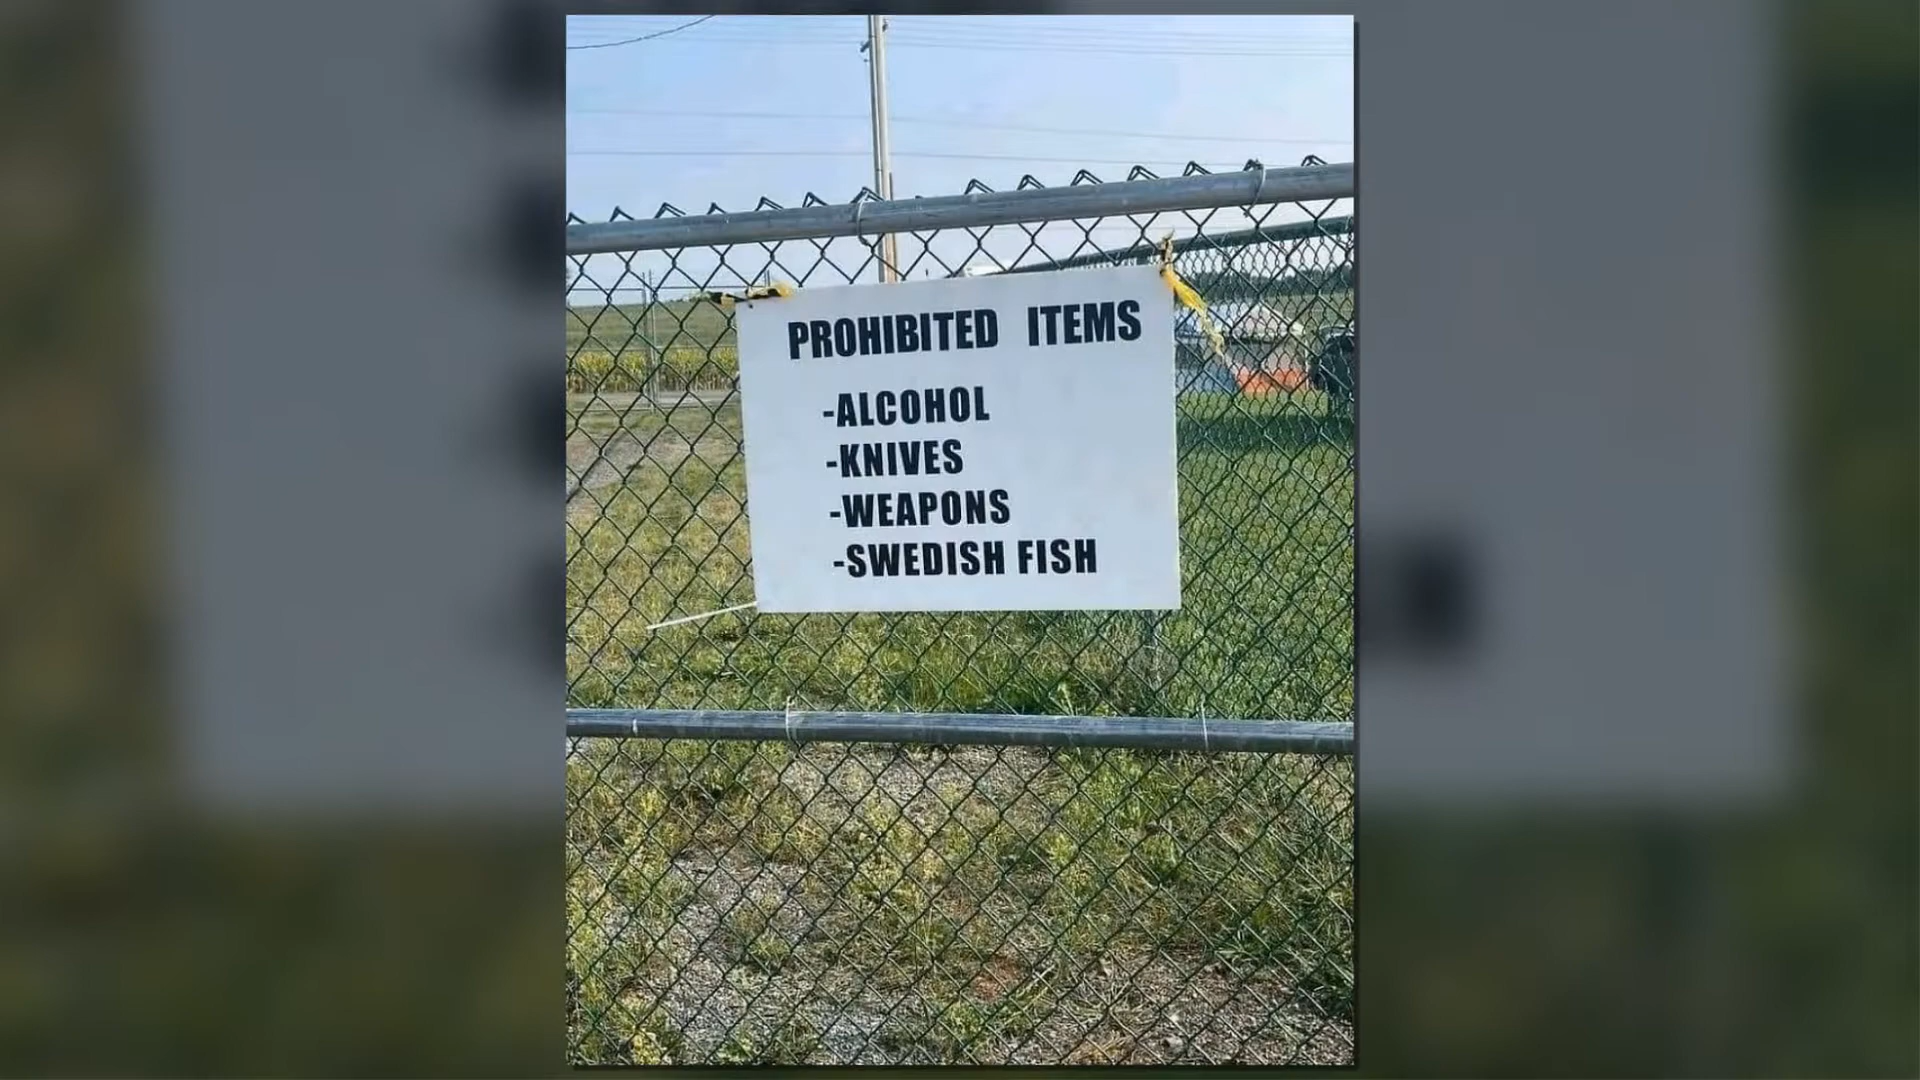 PROHIBITED ITEMS
-ALCOHOL
-KNIVES
-WEAPONS
-SWEDISH FISH